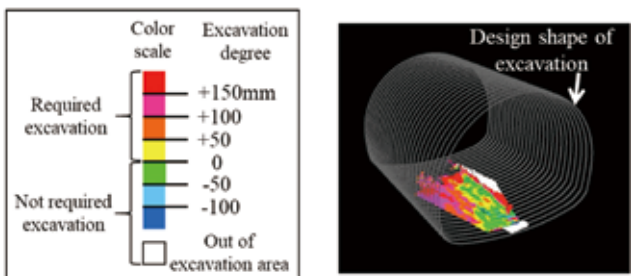 Color
scale
Excavation
degree
Required
excavation
Not required
excavation
+150mm
+100
+50
0
-50
-100
Out of
excavation area
Design shape of
excavation